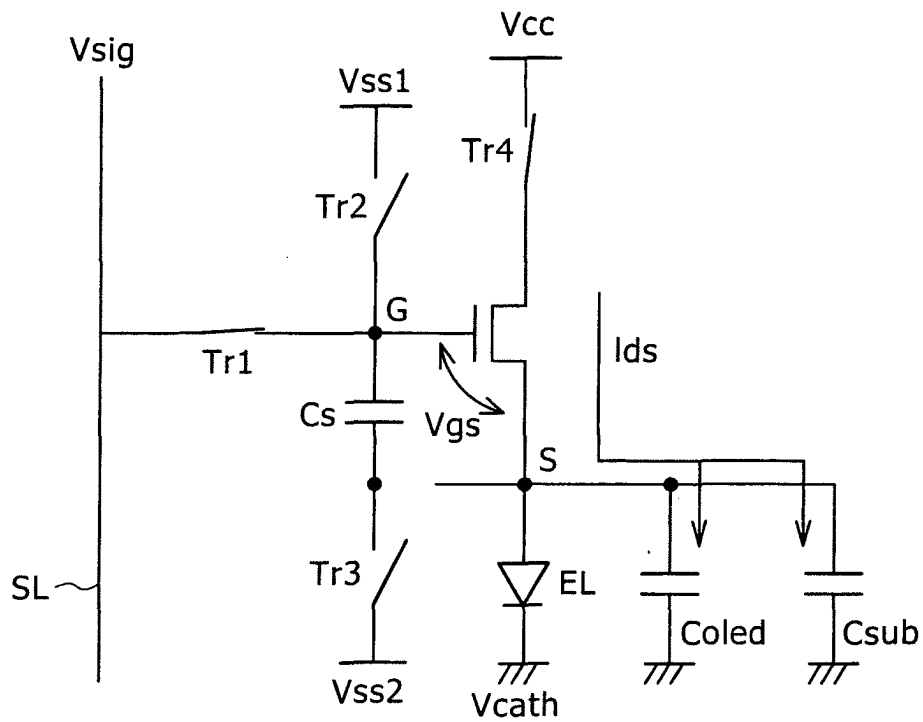 Vsig
Vcc
Vss1
Tr4
Tr2
G
Tr1
Ids
Cs
Vgs
S
Tr3
SL
EL
Coled
Csub
Vss2
Vcath